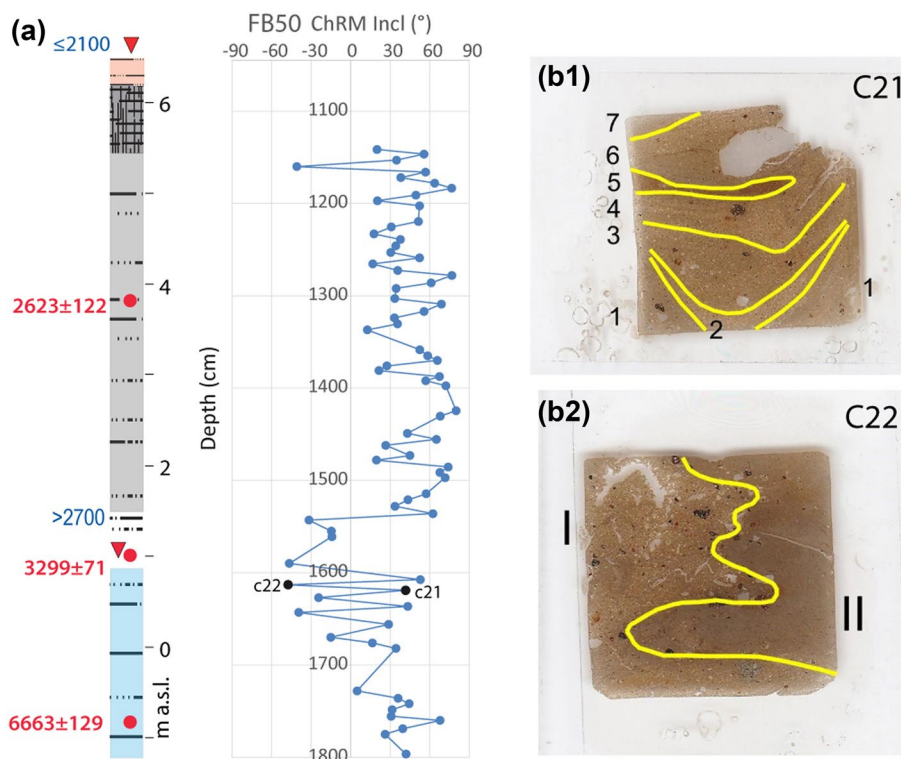 (a)
≤2100
6
4
2623±122
2
>2700
3299±71
0
6663±129
m a.s.l.
FB50 ChRM Incl (°)
-90 -60 -30 0 30 60 90
Depth (cm)
1100
1200
1300
1400
1500
1600
1700
1800
c22
c21
(b1)
C21
7
6
5
4
3
1
2
1
(b2)
C22
I
II